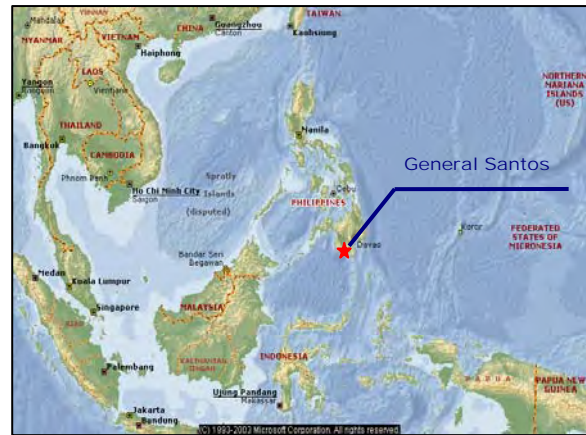 TAIWAN
Mandalay
CHINA
Guangzhou
Canton
Kaohsiung
VIETNAM
MYANMAR
Haiphong
LAOS
Yangon
Rangoon
Vientiane
NORTHERN
MARIANA
ISLANDS
(US)
THAILAND
Manila
Bangkok
CAMBODIA
General Santos
Phnom Penh
Ho Chi Minh City
Saigon
Spratly
Islands
(disputed)
Cebu
PHILIPPINES
Koror
FEDERATED
STATES OF
MICRONESIA
Davao
Bandar Seri
Begawan
Medan
Kuala Lumpur
MALAYSIA
Singapore
KALIMANTAN
INDONESIA
Palembang
PAPUA
PAPUA NEW
GUINEA
Ujung Pandang
Makassar
Jakarta
Bandung
(C) 1993-2003 Microsoft Corporation. All rights reserved.